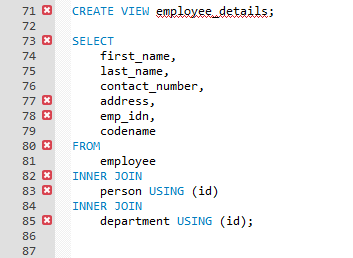 71 CREATE VIEW employee_details;
72
73 SELECT
74 first_name,
75 last_name,
76 contact_number,
77 address,
78 emp_idn,
79 codename
80 FROM
81 employee
82 INNER JOIN
83 person USING (id)
84 INNER JOIN
85 department USING (id);
86
87